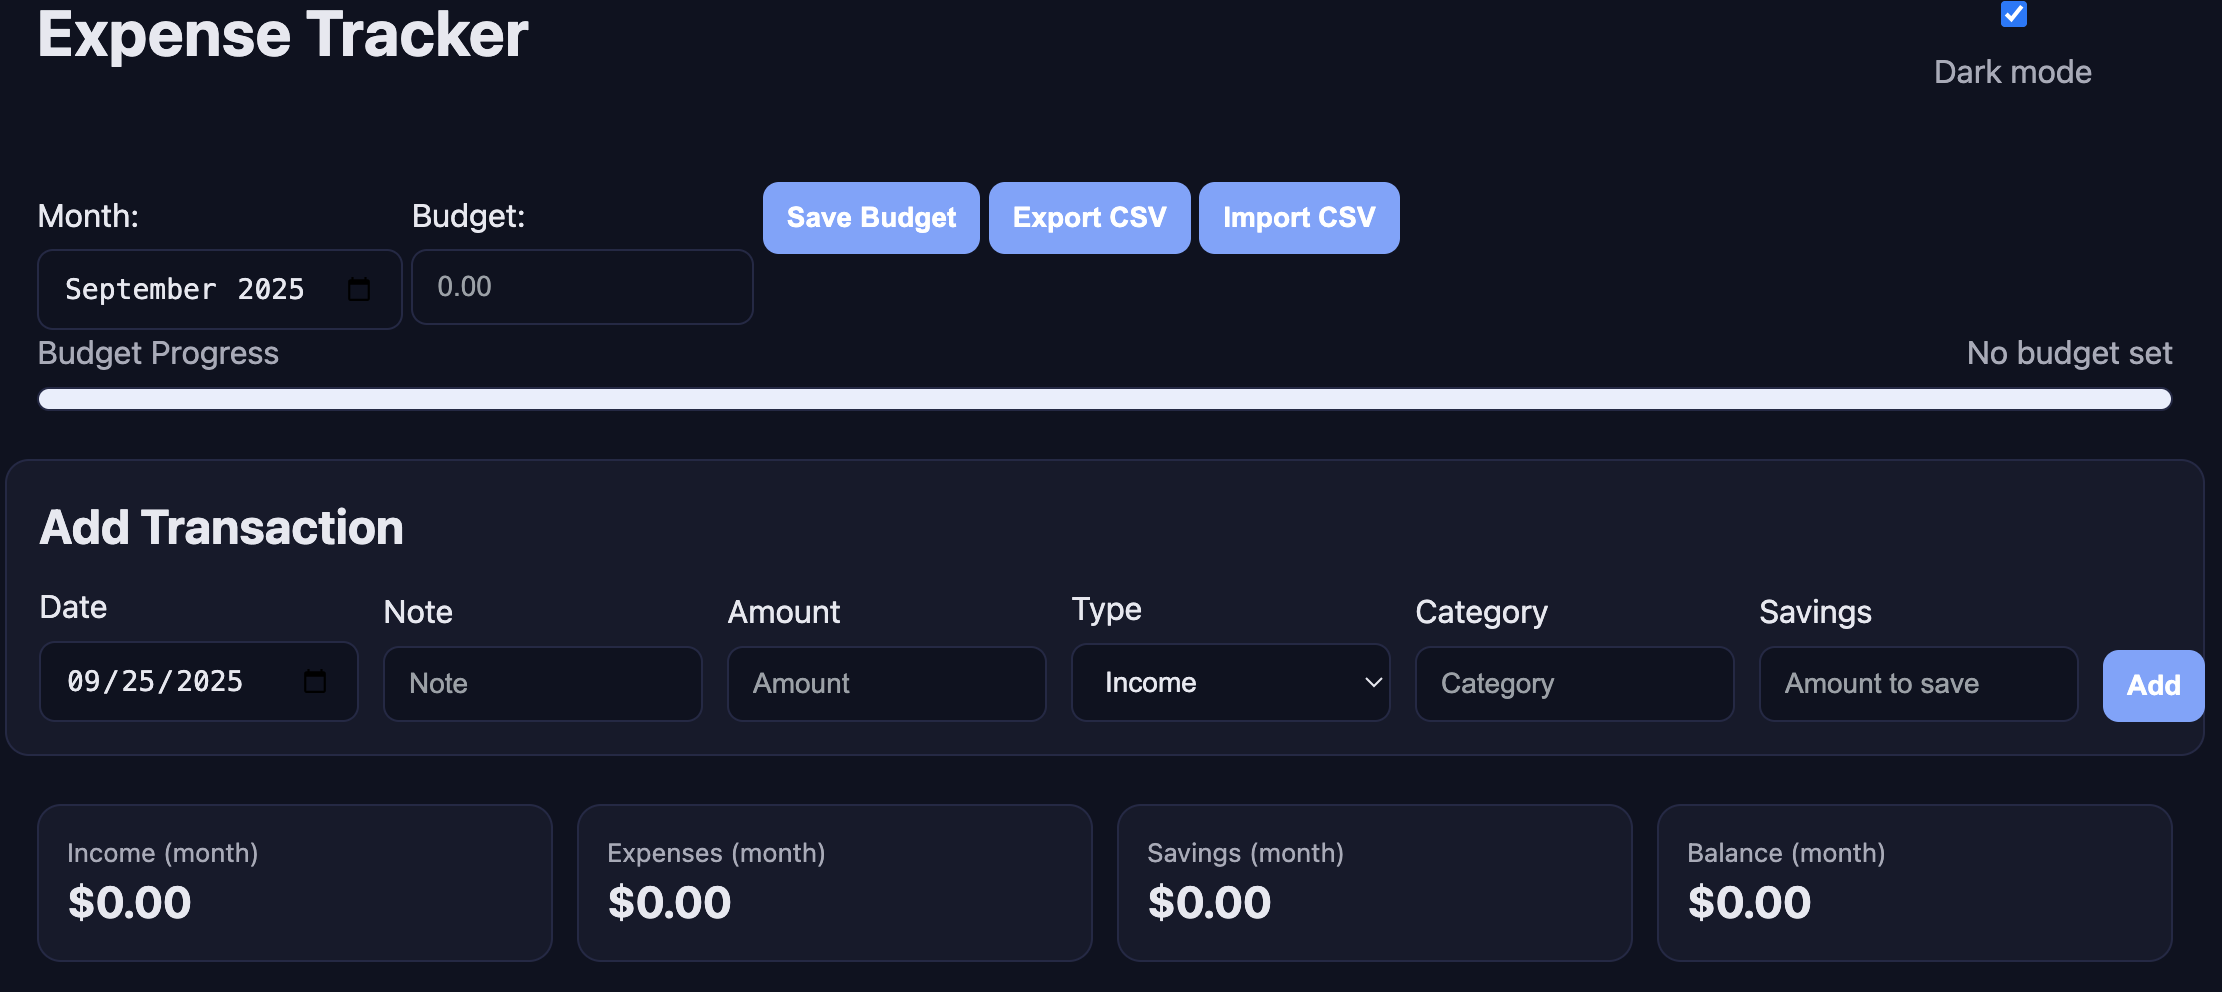 Expense Tracker
Dark mode
Month:
Budget:
Save Budget
Export CSV
Import CSV
September 2025
0.00
Budget Progress
No budget set
Add Transaction
Date
Note
Amount
Type
Category
Savings
09/25/2025
Note
Amount
Income
Category
Amount to save
Add
Income (month)
$0.00
Expenses (month)
$0.00
Savings (month)
$0.00
Balance (month)
$0.00